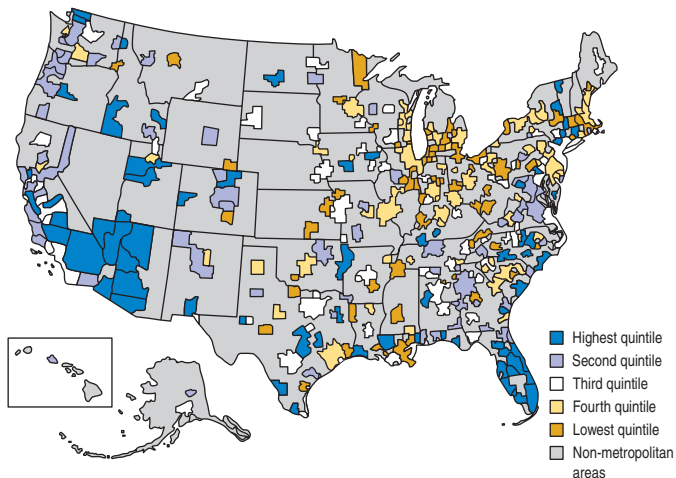 Highest quintile
Second quintile
Third quintile
Fourth quintile
Lowest quintile
Non-metropolitan
areas